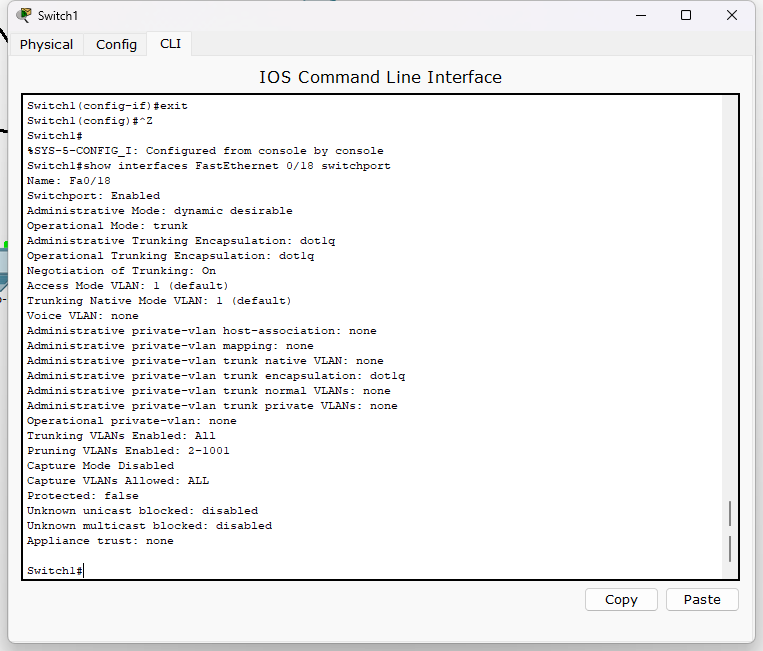 Switch1
Physical Config CLI
IOS Command Line Interface
Switch1(config-if)#exit
Switch1(config)#^Z
Switch1#
%SYS-5-CONFIG_I: Configured from console by console
Switch1#show interfaces FastEthernet 0/18 switchport
Name: Fa0/18
Switchport: Enabled
Administrative Mode: dynamic desirable
Operational Mode: trunk
Administrative Trunking Encapsulation: dot1q
Operational Trunking Encapsulation: dot1q
Negotiation of Trunking: On
Access Mode VLAN: 1 (default)
Trunking Native Mode VLAN: 1 (default)
Voice VLAN: none
Administrative private-vlan host-association: none
Administrative private-vlan mapping: none
Administrative private-vlan trunk native VLAN: none
Administrative private-vlan trunk encapsulation: dot1q
Administrative private-vlan trunk normal VLANs: none
Administrative private-vlan trunk private VLANs: none
Operational private-vlan: none
Trunking VLANs Enabled: All
Pruning VLANs Enabled: 2-1001
Capture Mode Disabled
Capture VLANs Allowed: ALL
Protected: false
Unknown unicast blocked: disabled
Unknown multicast blocked: disabled
Appliance trust: none
Switch1#
Copy Paste